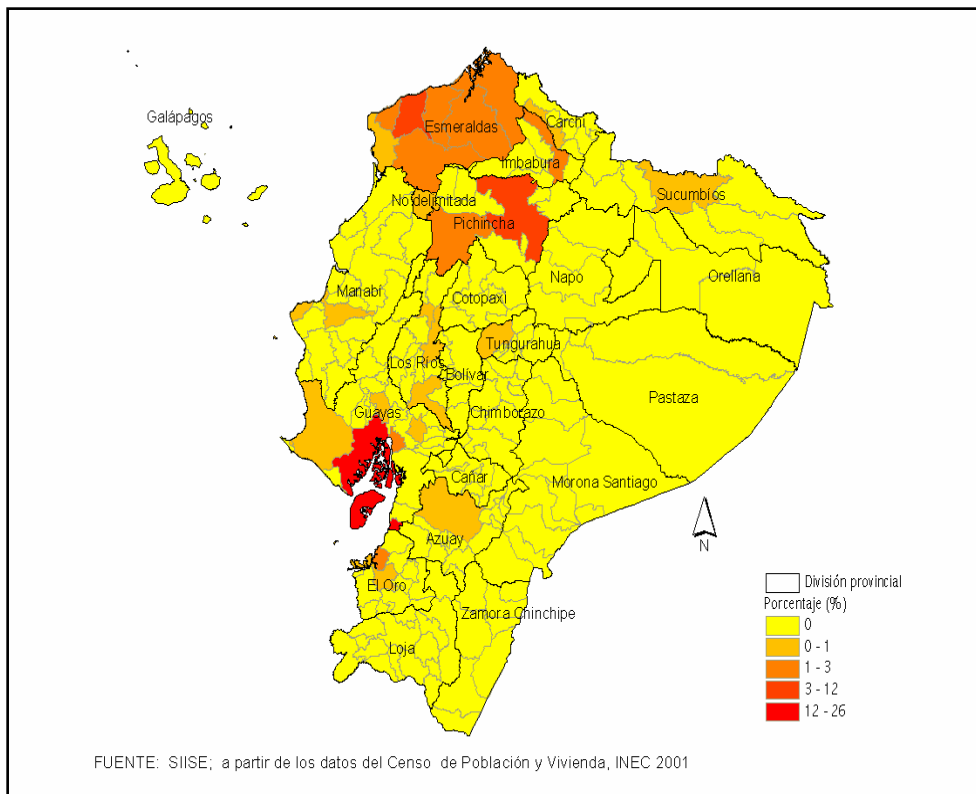 Galápagos
Esmeraldas
Carchi
Imbabura
Sucumbíos
No delimitada
Pichincha
Orellana
Napo
Manabí
Cotopaxi
Tungurahua
Los Ríos
Bolívar
Pastaza
Guayas
Chimborazo
Cañar
Morona Santiago
Azuay
N
El Oro
Zamora Chinchipe
Loja
División provincial
Porcentaje (%)
0
0 - 1
1 - 3
3 - 12
12 - 26
FUENTE: SIISE; a partir de los datos del Censo de Población y Vivienda, INEC 2001